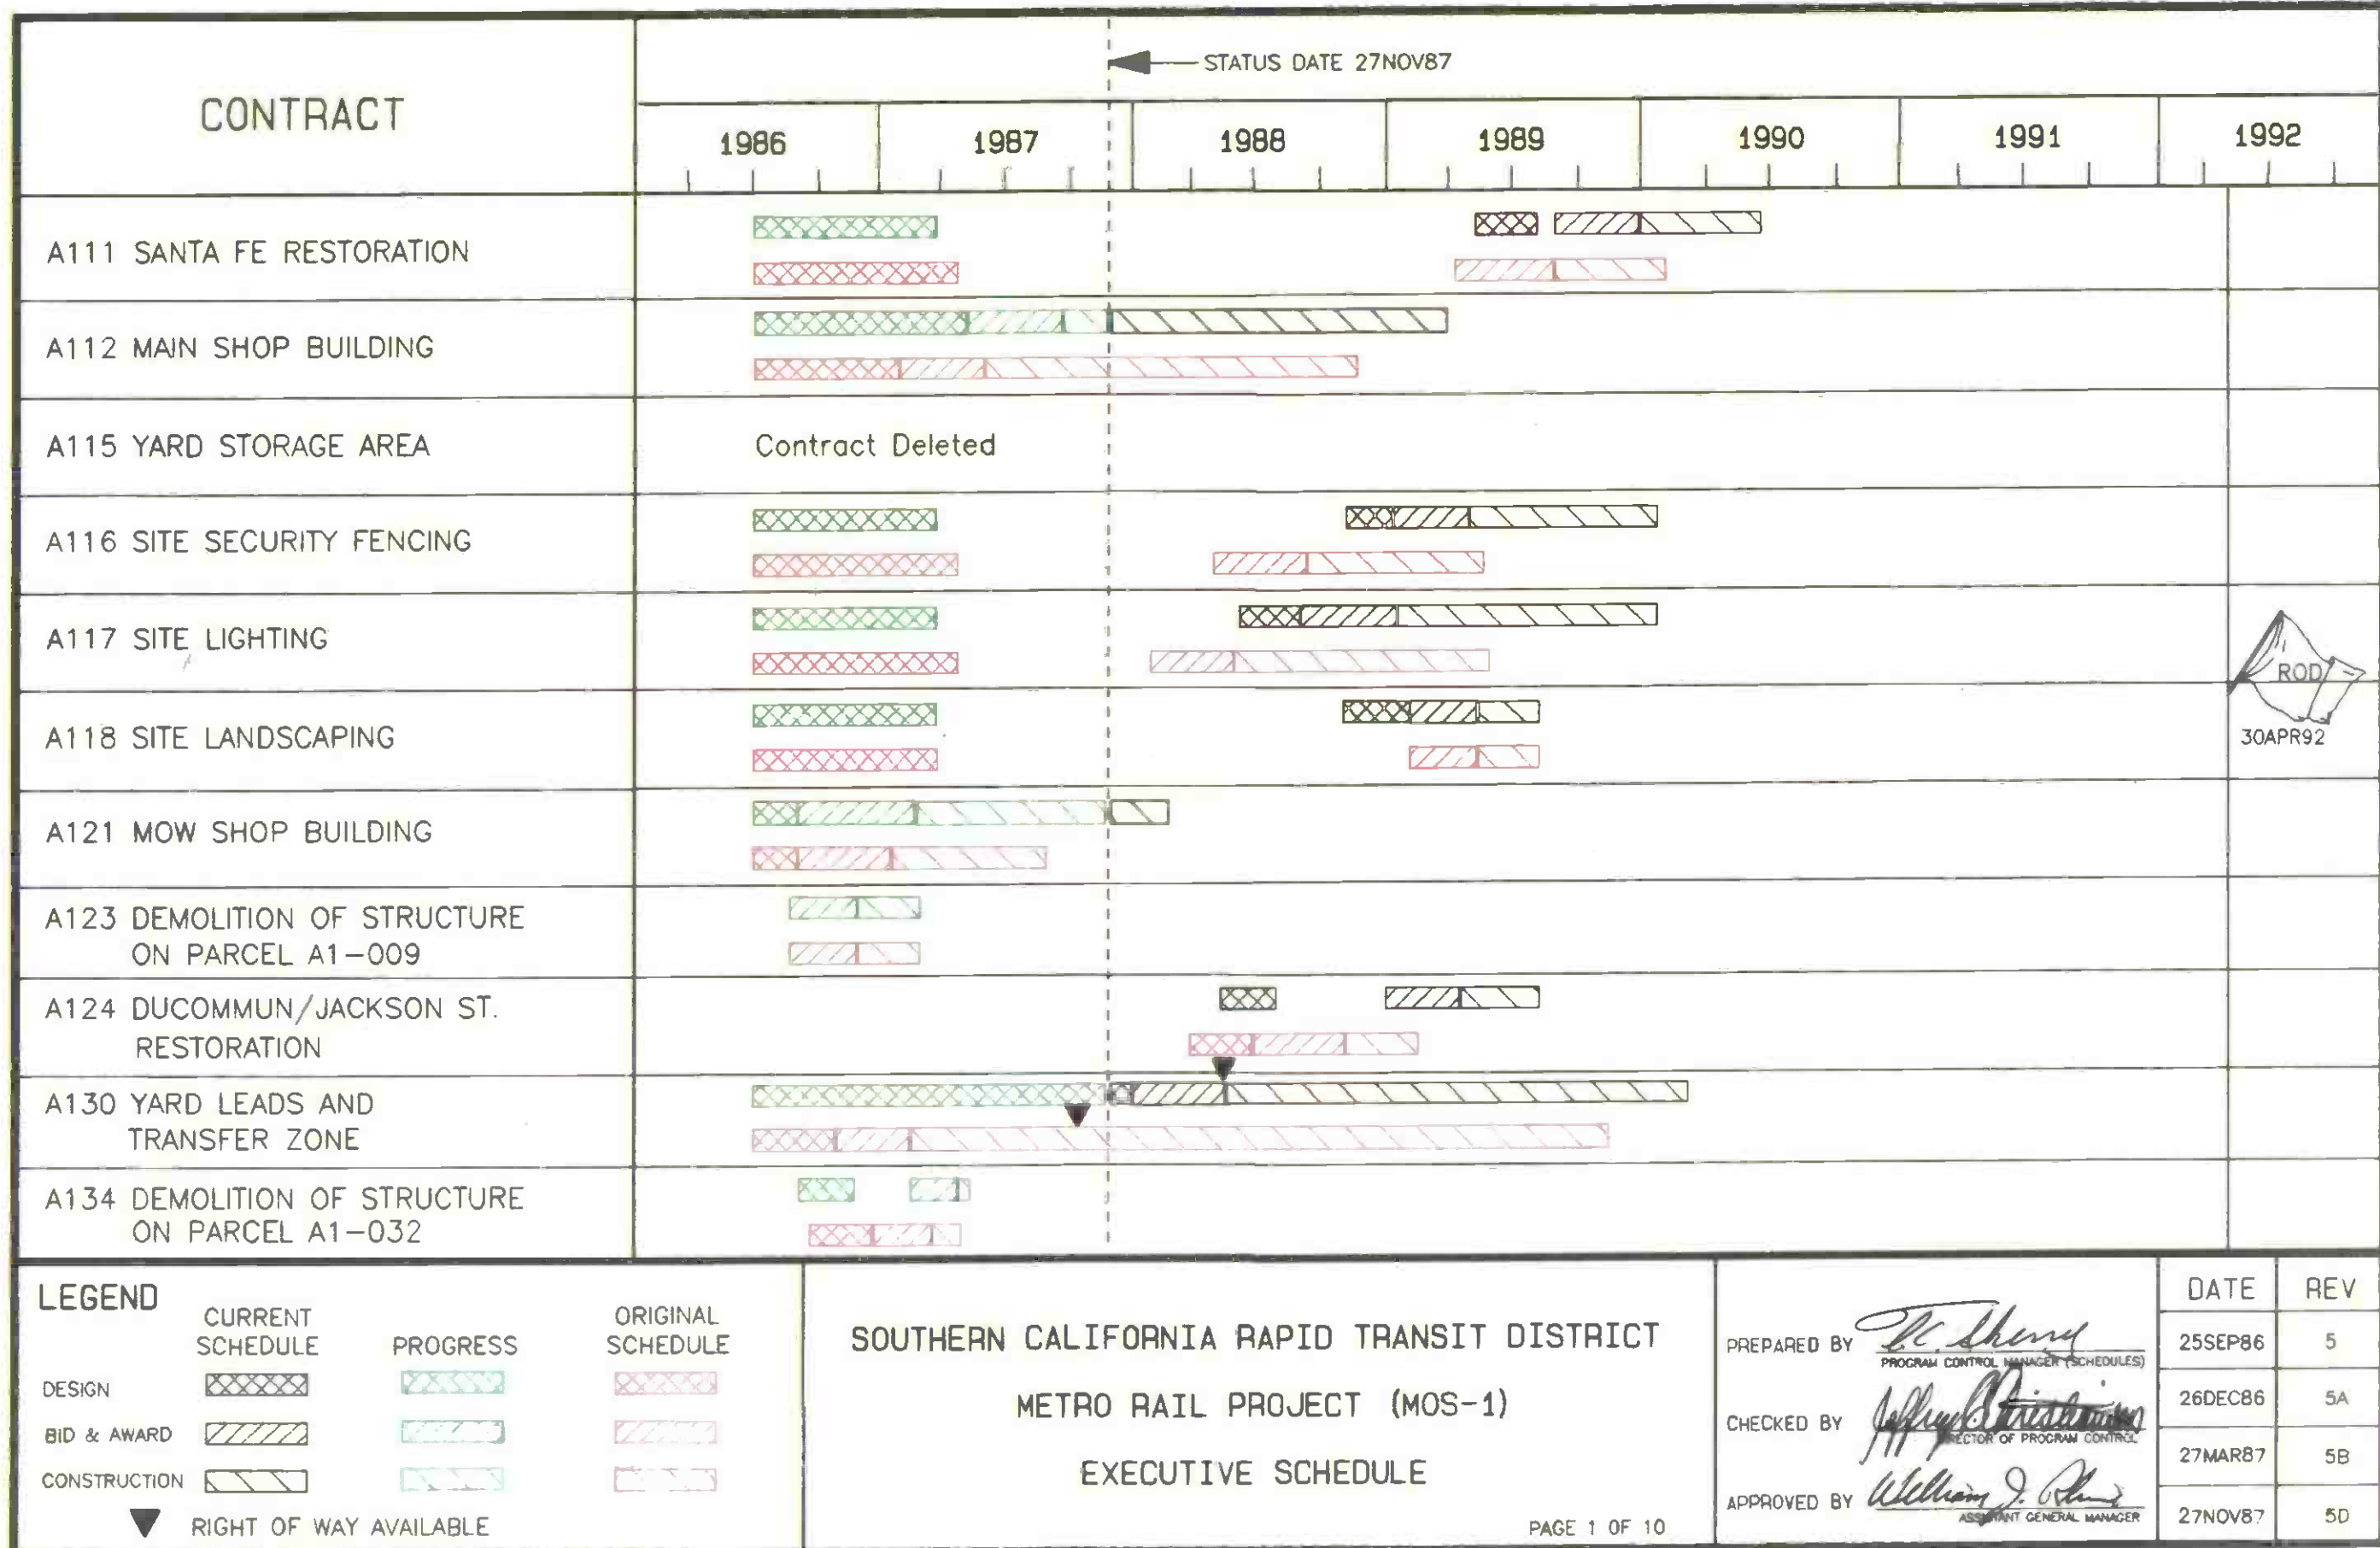 STATUS DATE 27NOV87
CONTRACT
1986 1987 1988 1989 1990 1991 1992
A111 SANTA FE RESTORATION
A112 MAIN SHOP BUILDING
A115 YARD STORAGE AREA
Contract Deleted
A116 SITE SECURITY FENCING
A117 SITE LIGHTING
ROD
30APR92
A118 SITE LANDSCAPING
A121 MOW SHOP BUILDING
A123 DEMOLITION OF STRUCTURE
ON PARCEL A1-009
A124 DUCOMMUN/JACKSON ST.
RESTORATION
A130 YARD LEADS AND
TRANSFER ZONE
A134 DEMOLITION OF STRUCTURE
ON PARCEL A1-032
LEGEND
CURRENT SCHEDULE
PROGRESS
ORIGINAL SCHEDULE
DESIGN
BID & AWARD
CONSTRUCTION
RIGHT OF WAY AVAILABLE
SOUTHERN CALIFORNIA RAPID TRANSIT DISTRICT
METRO RAIL PROJECT (MOS-1)
EXECUTIVE SCHEDULE
PAGE 1 OF 10
PREPARED BY
PROGRAM CONTROL MANAGER (SCHEDULES)
CHECKED BY
OF PROGRAM CONTROL
APPROVED BY
ASSISTANT GENERAL MANAGER
DATE REV
25SEP86 5
26DEC86 5A
27MAR87 5B
27NOV87 5D